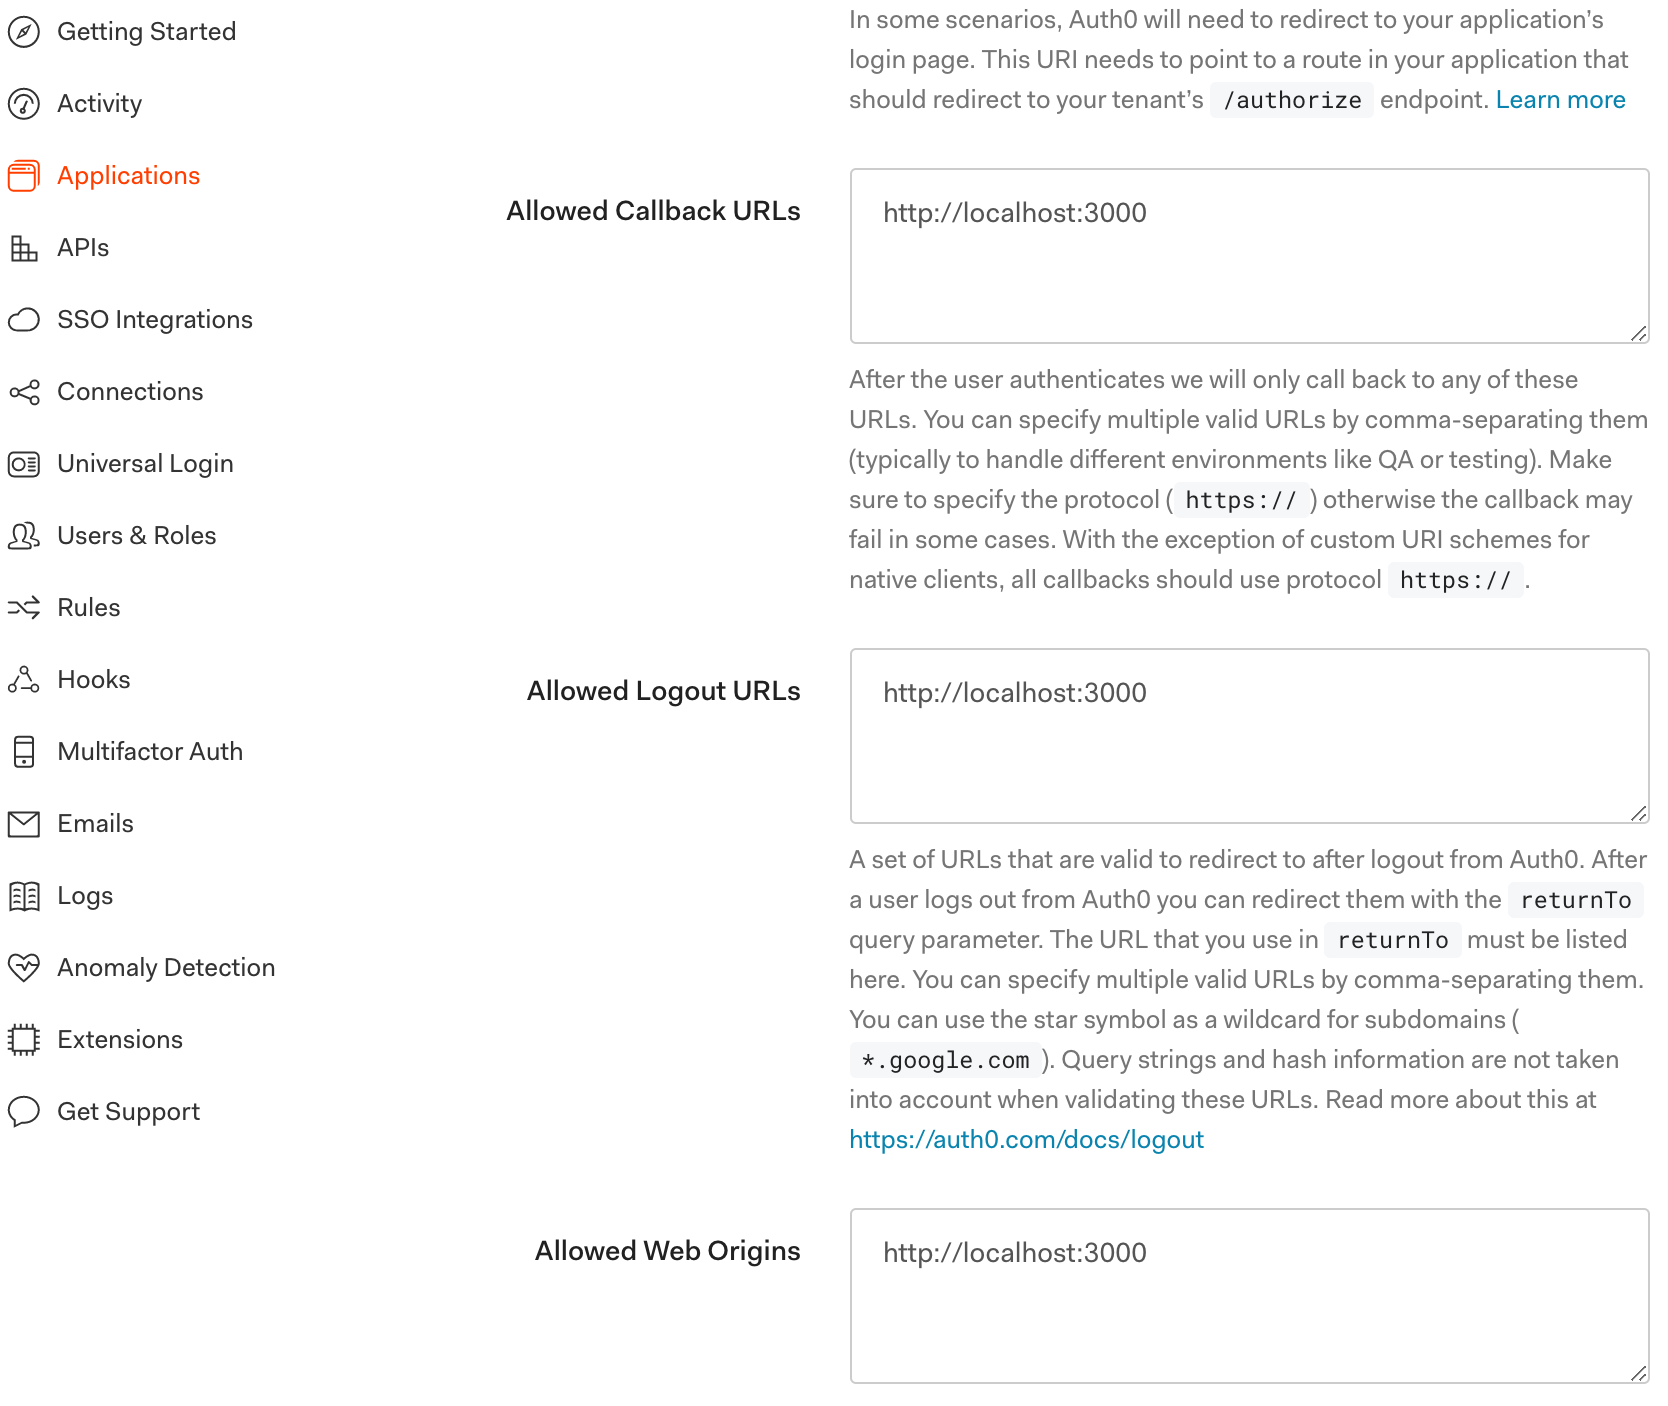 Getting Started
Activity
Applications
APIs
SSO Integrations
Connections
Universal Login
Users & Roles
Rules
Hooks
Multifactor Auth
Emails
Logs
Anomaly Detection
Extensions
Get Support
In some scenarios, Auth0 will need to redirect to your application’s
login page. This URI needs to point to a route in your application that
should redirect to your tenant’s /authorize endpoint. Learn more
Allowed Callback URLs
http://localhost:3000
After the user authenticates we will only call back to any of these
URLs. You can specify multiple valid URLs by comma-separating them
(typically to handle different environments like QA or testing). Make
sure to specify the protocol ( https:// ) otherwise the callback may
fail in some cases. With the exception of custom URI schemes for
native clients, all callbacks should use protocol https:// .
Allowed Logout URLs
http://localhost:3000
A set of URLs that are valid to redirect to after logout from Auth0. After
a user logs out from Auth0 you can redirect them with the returnTo
query parameter. The URL that you use in returnTo must be listed
here. You can specify multiple valid URLs by comma-separating them.
You can use the star symbol as a wildcard for subdomains (
*.google.com ). Query strings and hash information are not taken
into account when validating these URLs. Read more about this at
https://auth0.com/docs/logout
Allowed Web Origins
http://localhost:3000